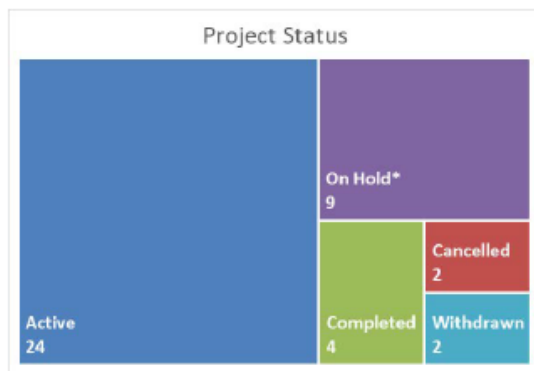 Project Status
On Hold*
9
Cancelled
2
Active
24
Completed
4
Withdrawn
2